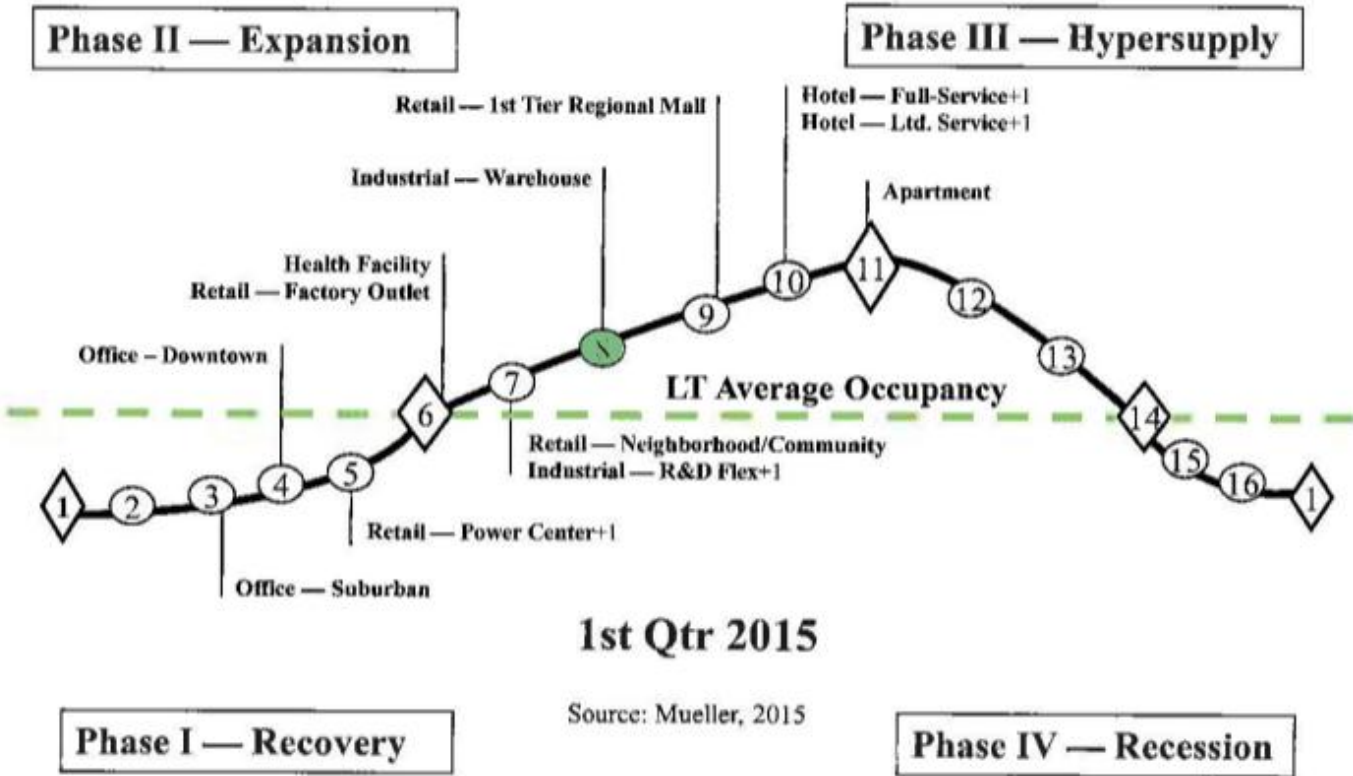 Phase II — Expansion
Phase III — Hypersupply
Retail — 1st Tier Regional Mall
Hotel — Full-Service+1
Hotel — Ltd. Service+1
Industrial — Warehouse
Apartment
Health Facility
Retail — Factory Outlet
Office – Downtown
LT Average Occupancy
Retail — Neighborhood/Community
Industrial — R&D Flex+1
Retail — Power Center+1
Office — Suburban
1
2
3
4
5
6
7
8
9
10
11
12
13
14
15
16
1
1st Qtr 2015
Source: Mueller, 2015
Phase I — Recovery
Phase IV — Recession